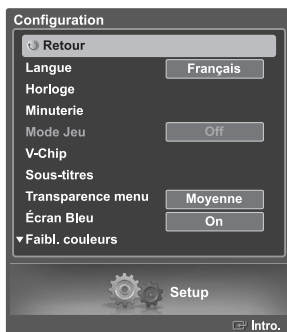 Configuration
Retour
Langue Français
Horloge
Minuterie
Mode Jeu Off
V-Chip
Sous-titres
Transparence menu Moyenne
Écran Bleu On
▼Faibl. couleurs
Setup
Intro.